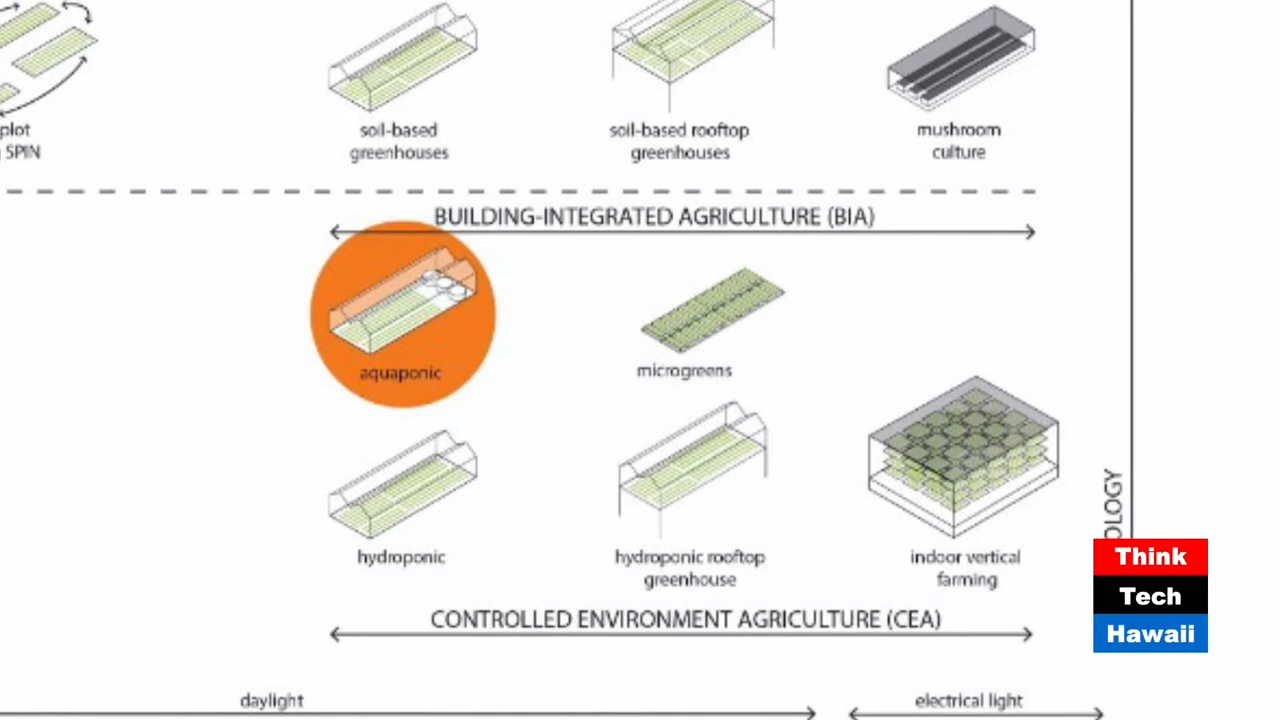 plot
SPIN
soil-based
greenhouses
soil-based rooftop
greenhouses
mushroom
culture
BUILDING-INTEGRATED AGRICULTURE (BIA)
aquaponic
microgreens
hydroponic
hydroponic rooftop
greenhouse
indoor vertical
farming
OLOGY
CONTROLLED ENVIRONMENT AGRICULTURE (CEA)
Think
Tech
Hawaii
daylight
electrical light